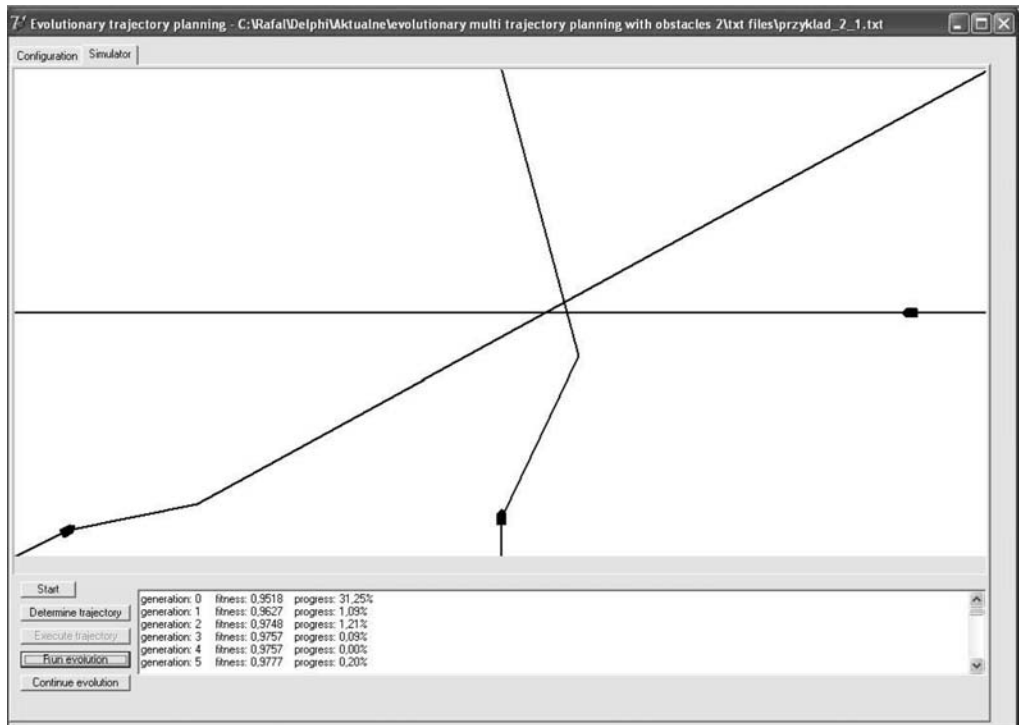 Evolutionary trajectory planning - C:\Rafal\Delphi\Aktualne\evolutionary multi trajectory planning with obstacles 2\txt files\przyklad_2_1.txt
Configuration Simulator
Start
Determine trajectory
Execute trajectory
Run evolution
Continue evolution
generation: 0 fitness: 0,9518 progress: 31,25%
generation: 1 fitness: 0,9627 progress: 1,09%
generation: 2 fitness: 0,9748 progress: 1,21%
generation: 3 fitness: 0,9757 progress: 0,09%
generation: 4 fitness: 0,9757 progress: 0,00%
generation: 5 fitness: 0,9777 progress: 0,20%